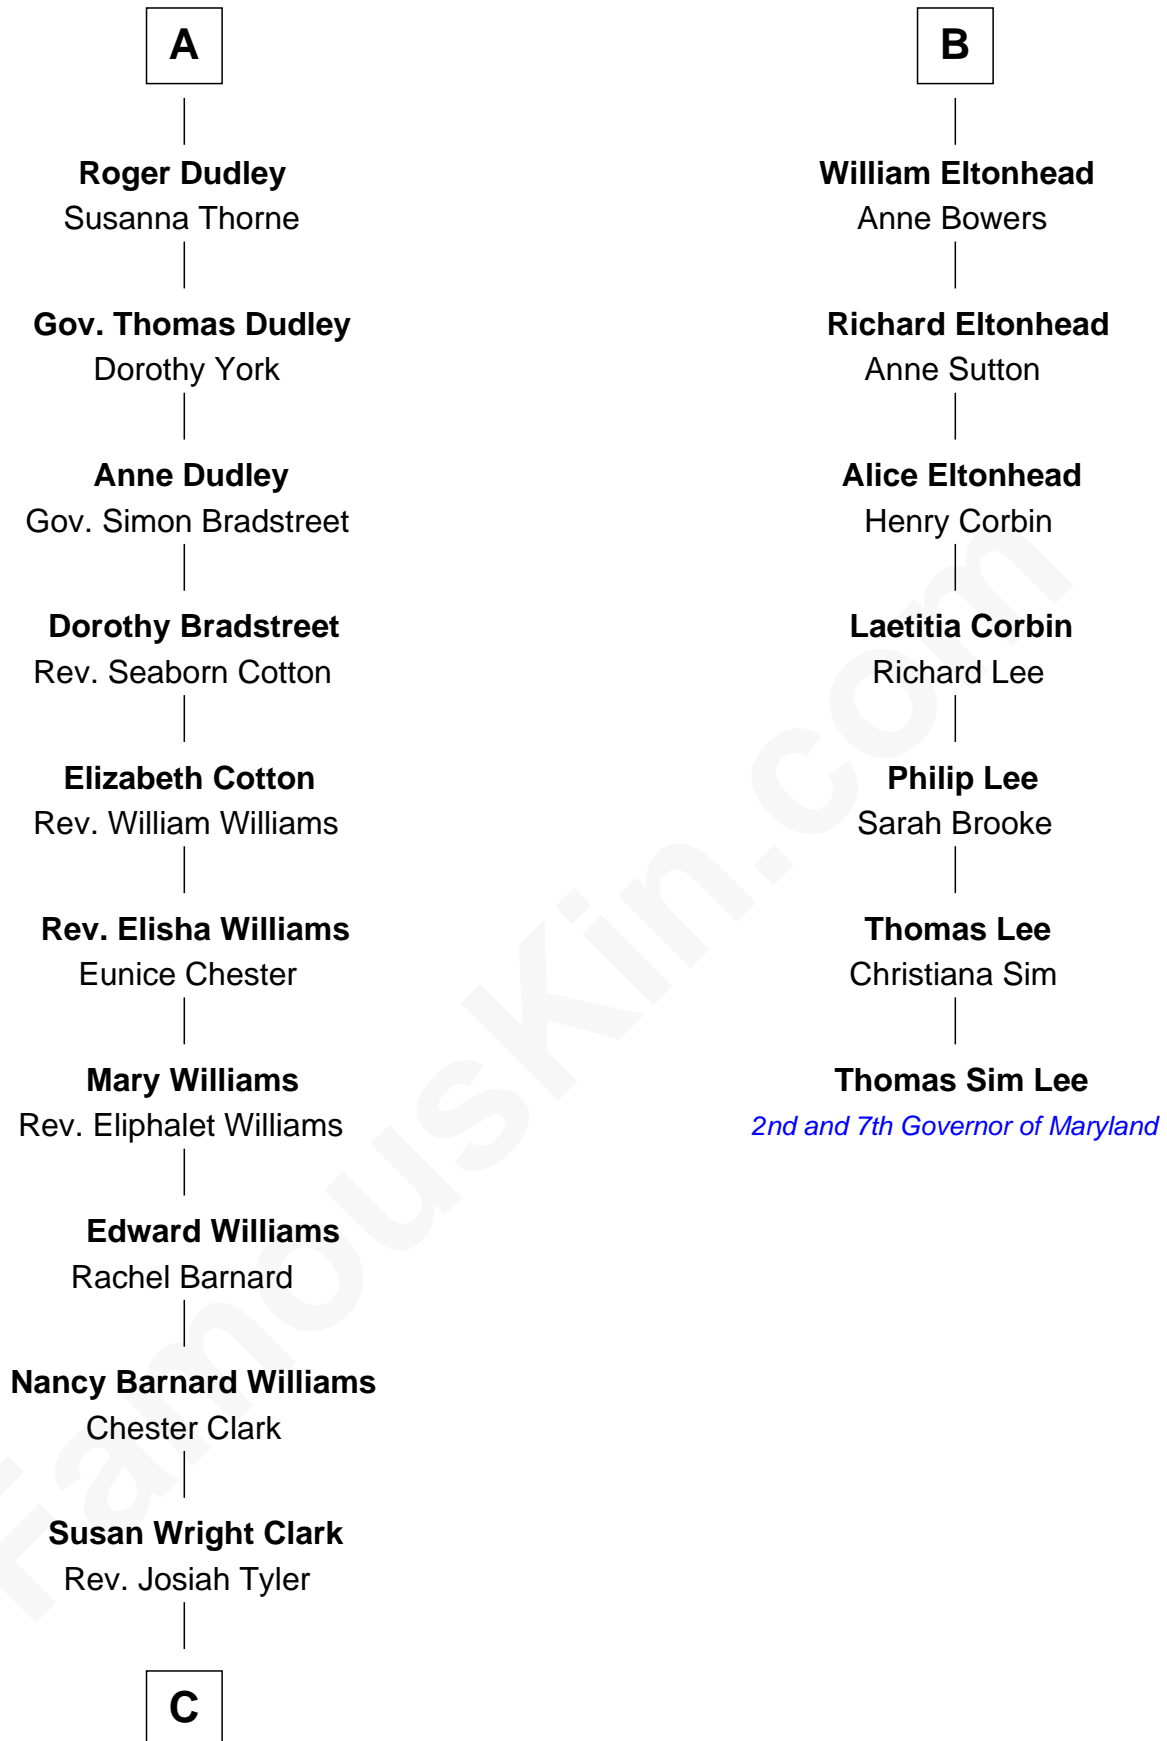 A
Roger Dudley
Susanna Thorne
Gov. Thomas Dudley
Dorothy York
Anne Dudley
Gov. Simon Bradstreet
Dorothy Bradstreet
Rev. Seaborn Cotton
Elizabeth Cotton
Rev. William Williams
Rev. Elisha Williams
Eunice Chester
Mary Williams
Rev. Eliphalet Williams
Edward Williams
Rachel Barnard
Nancy Barnard Williams
Chester Clark
Susan Wright Clark
Rev. Josiah Tyler
C
B
William Eltonhead
Anne Bowers
Richard Eltonhead
Anne Sutton
Alice Eltonhead
Henry Corbin
Laetitia Corbin
Richard Lee
Philip Lee
Sarah Brooke
Thomas Lee
Christiana Sim
Thomas Sim Lee
2nd and 7th Governor of Maryland
FamousKin.com